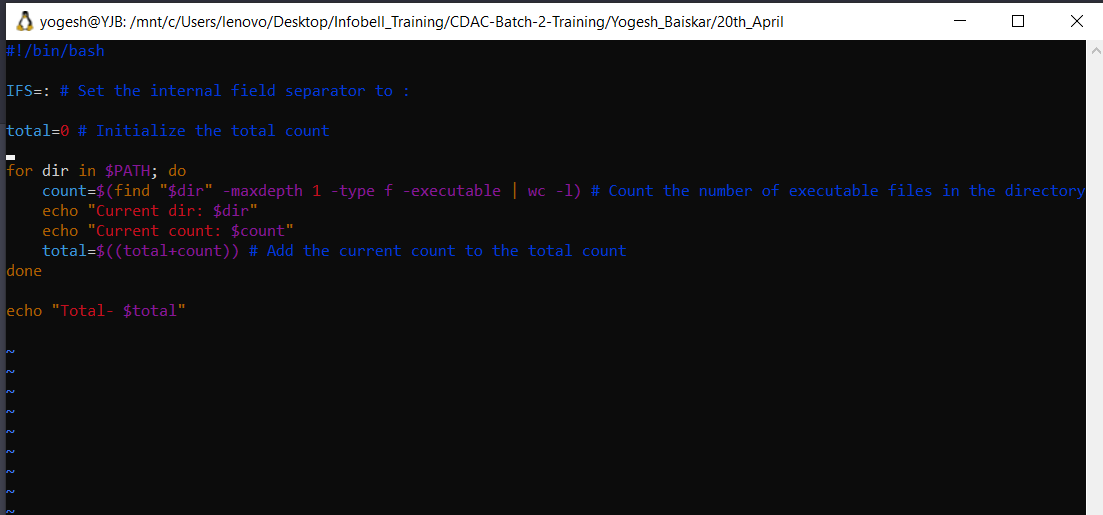 yogesh@YJB: /mnt/c/Users/lenovo/Desktop/Infobell_Training/CDAC-Batch-2-Training/Yogesh_Baiskar/20th_April
#!/bin/bash
IFS=: # Set the internal field separator to :
total=0 # Initialize the total count
for dir in $PATH; do
    count=$(find "$dir" -maxdepth 1 -type f -executable | wc -l) # Count the number of executable files in the directory
    echo "Current dir: $dir"
    echo "Current count: $count"
    total=$((total+count)) # Add the current count to the total count
done
echo "Total- $total"
~
~
~
~
~
~
~
~
~